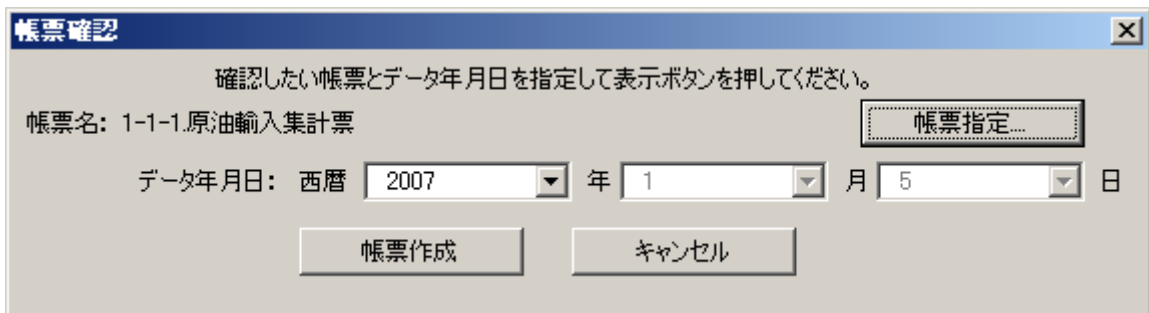 帳票確認
確認したい帳票とデータ年月日を指定して表示ボタンを押してください。
帳票名: 1-1-1.原油輸入集計票 帳票指定...
データ年月日: 西暦 2007 年 1 月 5 日
帳票作成 キャンセル